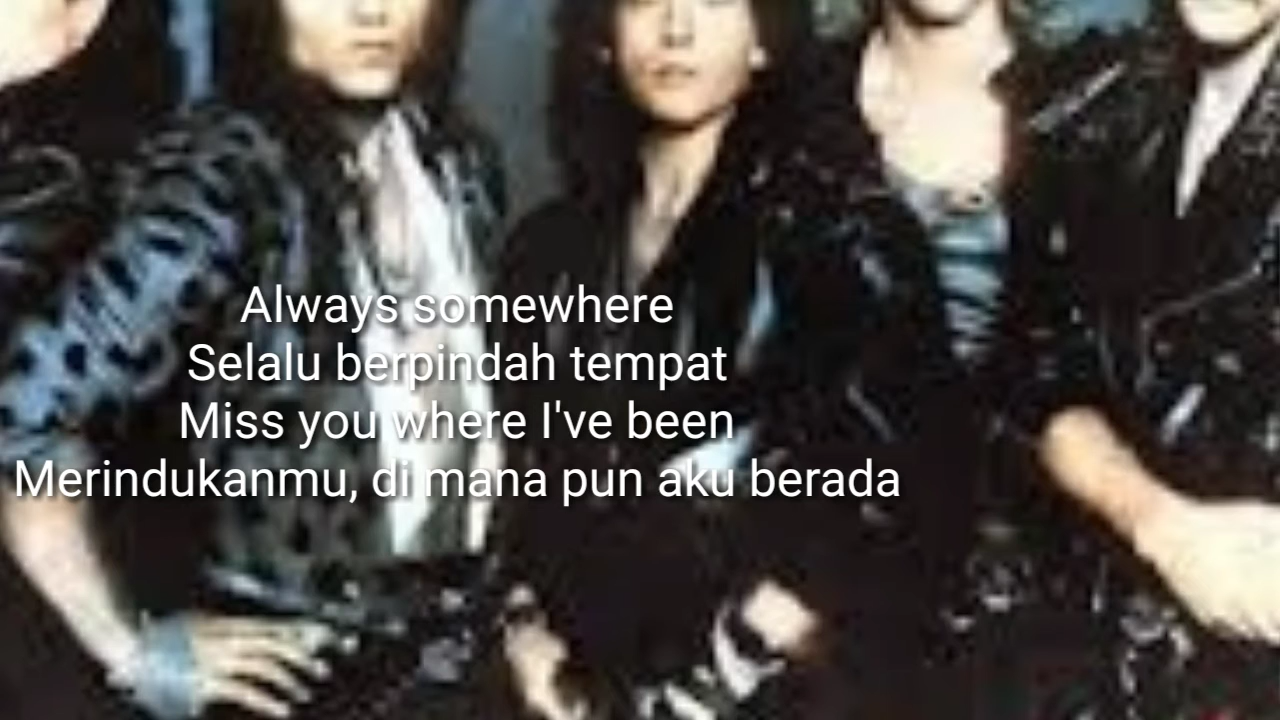 Always somewhere
Selalu berpindah tempat
Miss you where I've been
Merindukanmu, di mana pun aku berada